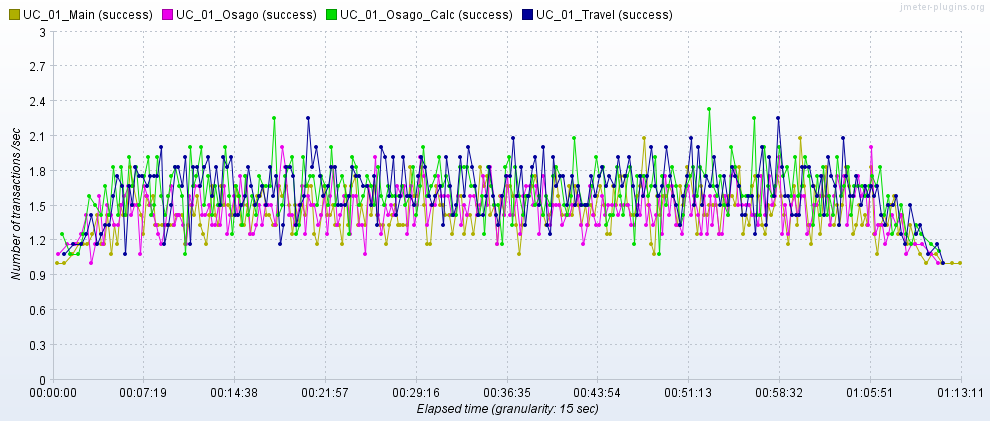 UC_01_Main (success) UC_01_Osago (success) UC_01_Osago_Calc (success) UC_01_Travel (success)
jmeter-plugins.org
Number of transactions/sec
3
2.7
2.4
2.1
1.8
1.5
1.2
0.9
0.6
0.3
0
00:00:00 00:07:19 00:14:38 00:21:57 00:29:16 00:36:35 00:43:54 00:51:13 00:58:32 01:05:51 01:13:11
Elapsed time (granularity: 15 sec)